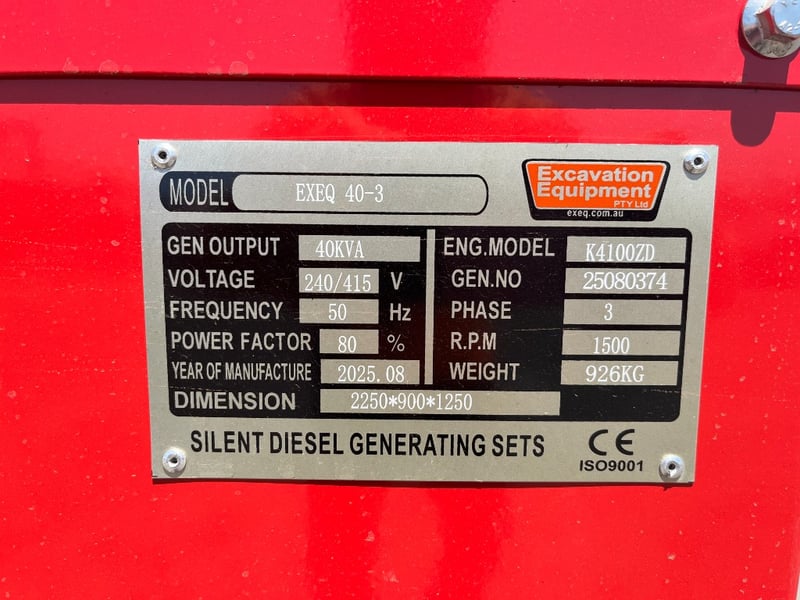 MODEL EXEQ 40-3
Excavation
Equipment
PTY Ltd
exeq.com.au
GEN OUTPUT 40KVA
VOLTAGE 240/415 V
FREQUENCY 50 Hz
POWER FACTOR 80 %
YEAR OF MANUFACTURE 2025.08
DIMENSION 2250*900*1250
ENG.MODEL K4100ZD
GEN.NO 25080374
PHASE 3
R.P.M 1500
WEIGHT 926KG
SILENT DIESEL GENERATING SETS
CE
ISO9001